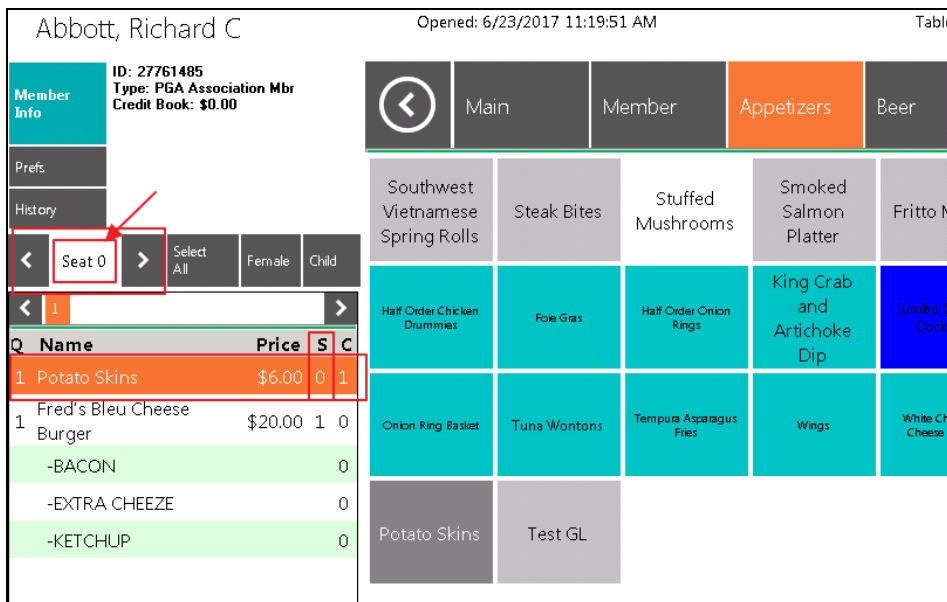 Abbott, Richard C
Opened: 6/23/2017 11:19:51 AM
Member
Info
ID: 27761485
Type: PGA Association Mbr
Credit Book: $0.00
Prefs
History
Main
Member
Appetizers
Beer
Seat 0
Select
All
Female
Child
1
Q Name Price S C
1 Potato Skins $6.00 0 1
1 Fred's Bleu Cheese
Burger $20.00 1 0
-BACON 0
-EXTRA CHEEZE 0
-KETCHUP 0
Southwest
Vietnamese
Spring Rolls
Steak Bites
Stuffed
Mushrooms
Smoked
Salmon
Platter
Fritto
Half Order Chicken
Drummies
Foie Gras
Half Order Onion
Rings
King Crab
and
Artichoke
Dip
Jumbo
Onion Ring Basket
Tuna Wontons
Tempura Asparagus
Fries
Wings
White
Cheese
Potato Skins
Test GL